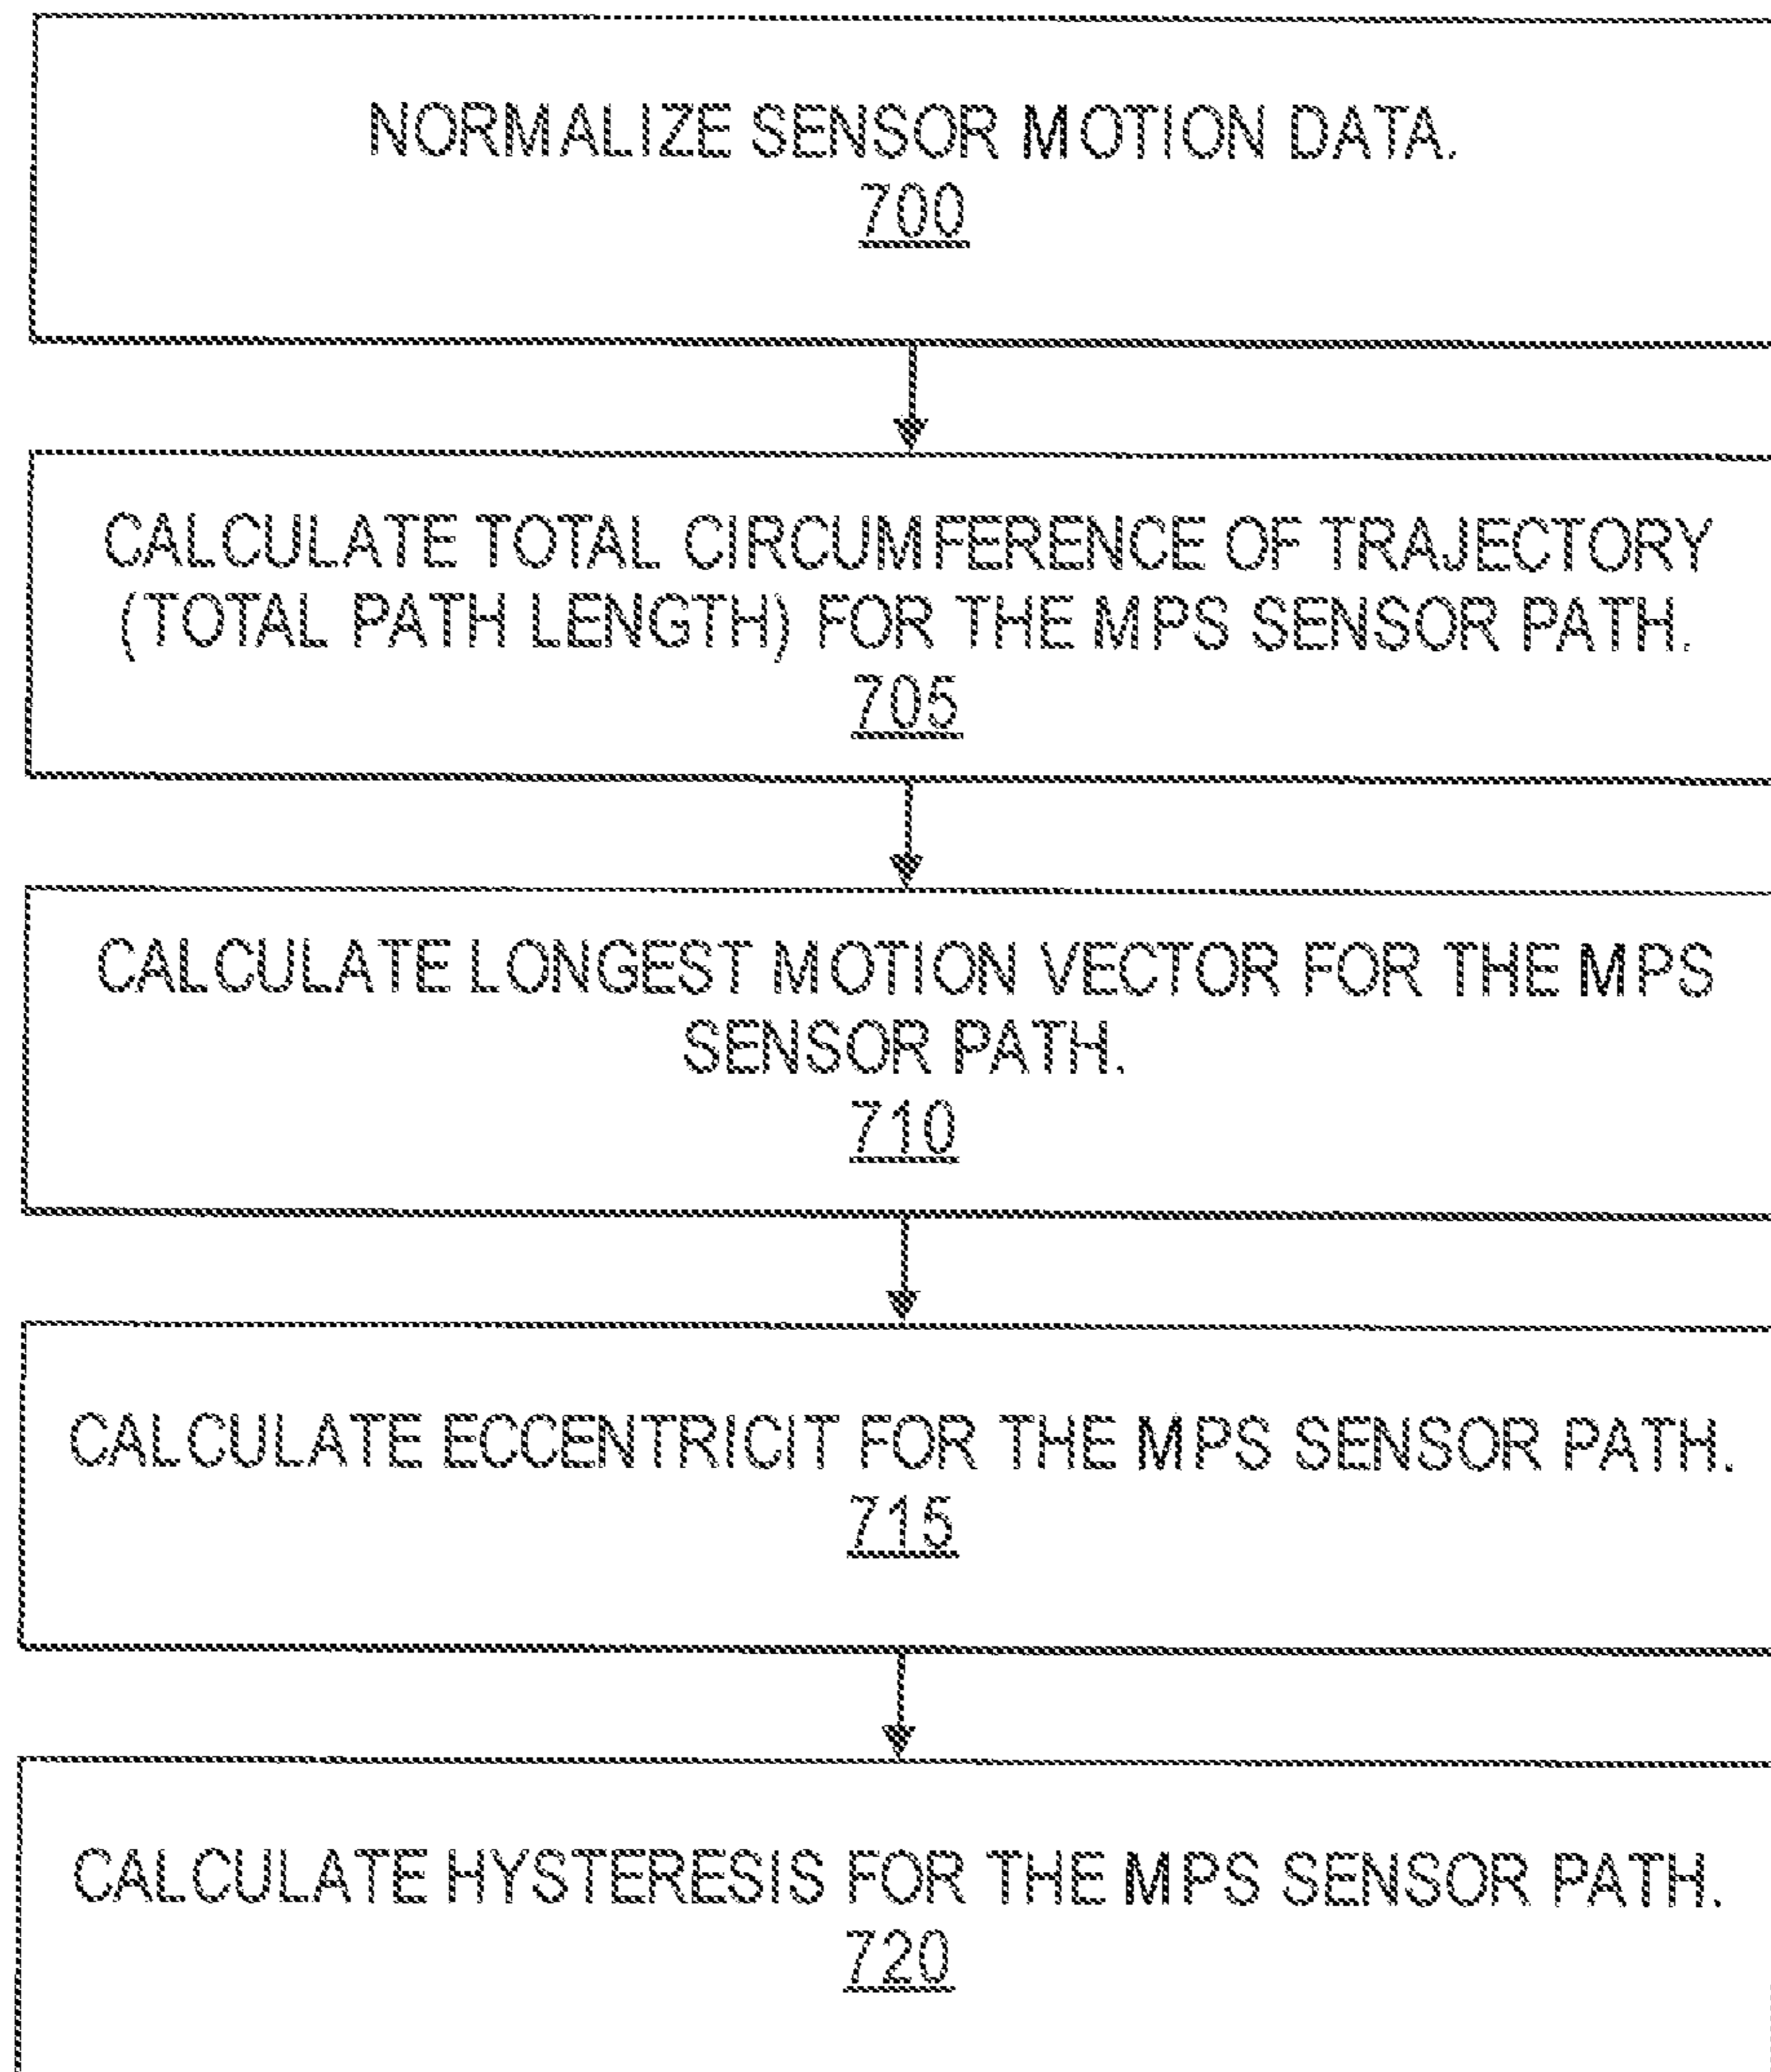 NORMALIZE SENSOR MOTION DATA.
700
CALCULATE TOTAL CIRCUMFERENCE OF TRAJECTORY
(TOTAL PATH LENGTH) FOR THE MPS SENSOR PATH.
705
CALCULATE LONGEST MOTION VECTOR FOR THE MPS
SENSOR PATH.
710
CALCULATE ECCENTRICIT FOR THE MPS SENSOR PATH.
715
CALCULATE HYSTERESIS FOR THE MPS SENSOR PATH.
720